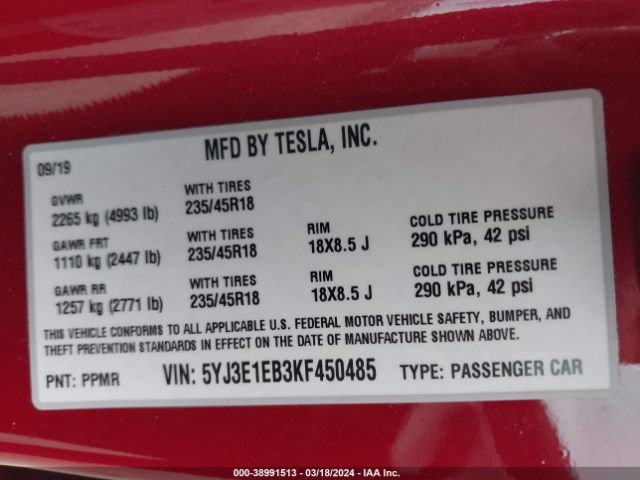 MFD BY TESLA, INC.
09/19
GVWR
2265 kg (4993 lb)
WITH TIRES
235/45R18
GAWR FRT
1110 kg (2447 lb)
WITH TIRES
235/45R18
RIM
18X8.5 J
COLD TIRE PRESSURE
290 kPa, 42 psi
GAWR RR
1257 kg (2771 lb)
WITH TIRES
235/45R18
RIM
18X8.5 J
COLD TIRE PRESSURE
290 kPa, 42 psi
THIS VEHICLE CONFORMS TO ALL APPLICABLE U.S. FEDERAL MOTOR VEHICLE SAFETY, BUMPER, AND
THEFT PREVENTION STANDARDS IN EFFECT ON THE DATE OF MANUFACTURE SHOWN ABOVE.
PNT: PPMR VIN: 5YJ3E1EB3KF450485 TYPE: PASSENGER CAR
000-38991513 - 03/18/2024 - IAA Inc.